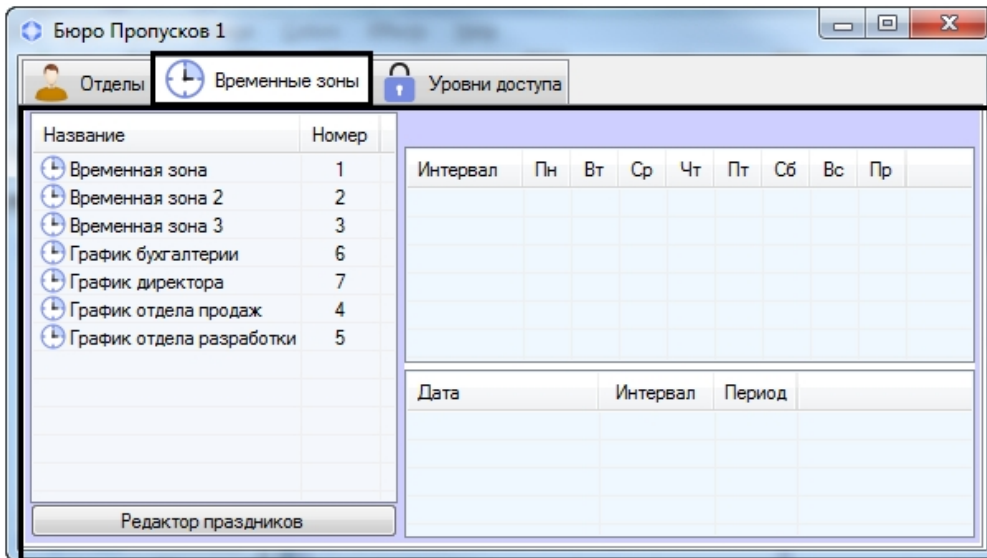 Бюро Пропусков 1
Отделы Временные зоны Уровни доступа
Название Номер
Временная зона 1
Временная зона 2 2
Временная зона 3 3
График бухгалтерии 6
График директора 7
График отдела продаж 4
График отдела разработки 5
Редактор праздников
Интервал Пн Вт Ср Чт Пт Сб Вс Пр
Дата Интервал Период